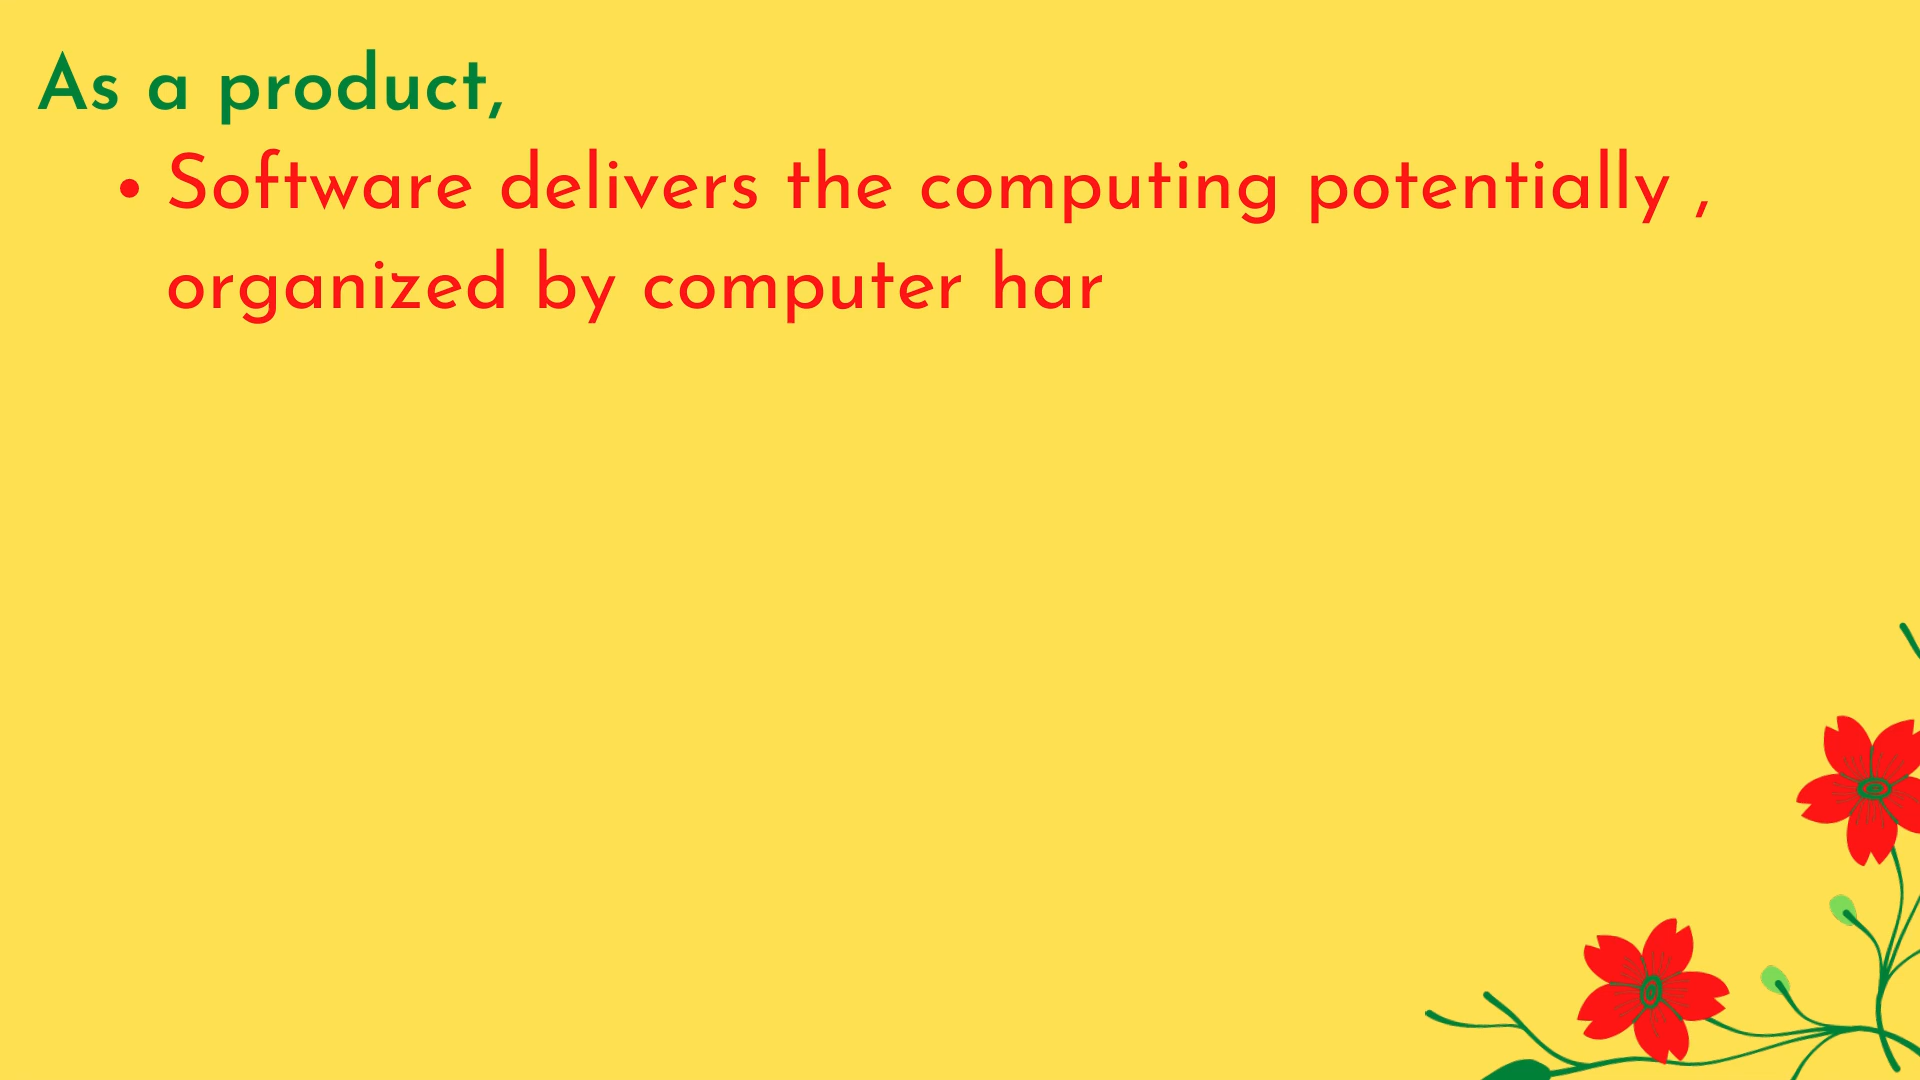 As a product,
• Software delivers the computing potentially ,
organized by computer har